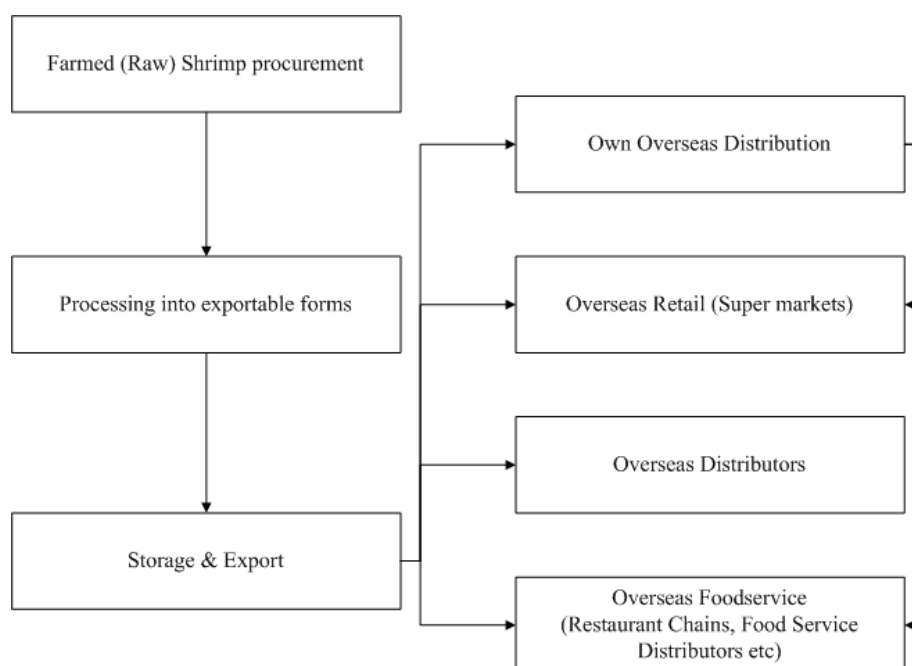 Farmed (Raw) Shrimp procurement
Own Overseas Distribution
Processing into exportable forms
Overseas Retail (Super markets)
Overseas Distributors
Storage & Export
Overseas Foodservice
(Restaurant Chains, Food Service
Distributors etc)